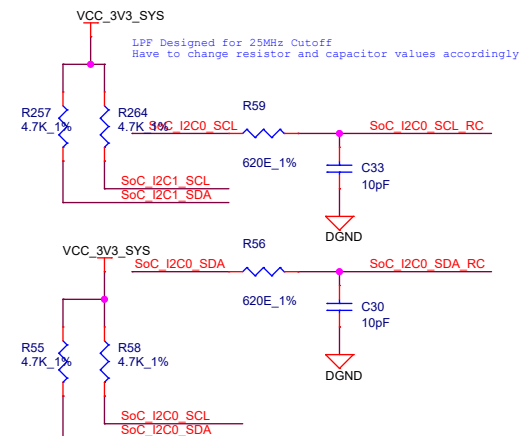 VCC_3V3_SYS
LPF Designed for 25MHz Cutoff
Have to change resistor and capacitor values accordingly
R257
4.7K_1%
R264
4.7K_1%
SoC_I2C0_SCL
R59
620E_1%
SoC_I2C0_SCL_RC
C33
10pF
DGND
SoC_I2C1_SCL
SoC_I2C1_SDA
VCC_3V3_SYS
SoC_I2C0_SDA
R56
620E_1%
SoC_I2C0_SDA_RC
C30
10pF
DGND
R55
4.7K_1%
R58
4.7K_1%
SoC_I2C0_SCL
SoC_I2C0_SDA